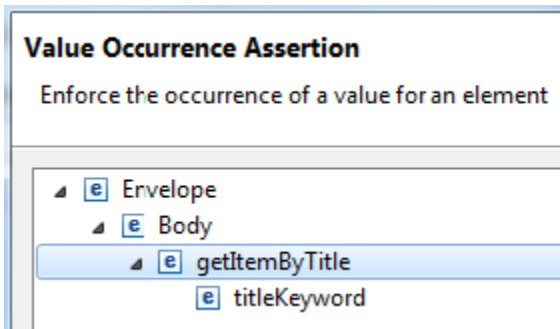 Value Occurrence Assertion
Enforce the occurrence of a value for an element
e Envelope
e Body
e getItemByTitle
e titleKeyword